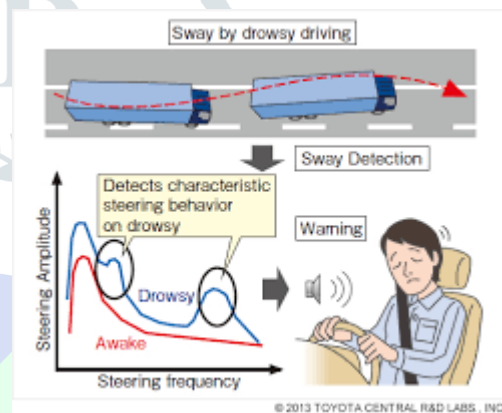 Sway by drowsy driving
Sway Detection
Detects characteristic
steering behavior
on drowsy
Warning
Steering Amplitude
Drowsy
Awake
Steering frequency
© 2013 TOYOTA CENTRAL R&D LABS., INC